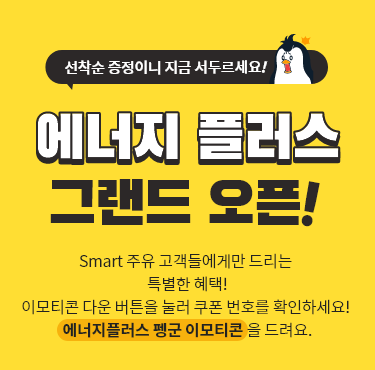 선착순 증정이니 지금 서두르세요!
에너지 플러스
그랜드 오픈!
Smart 주유 고객들에게만 드리는
특별한 혜택!
이모티콘 다운 버튼을 눌러 쿠폰 번호를 확인하세요!
에너지플러스 펭군 이모티콘을 드려요.